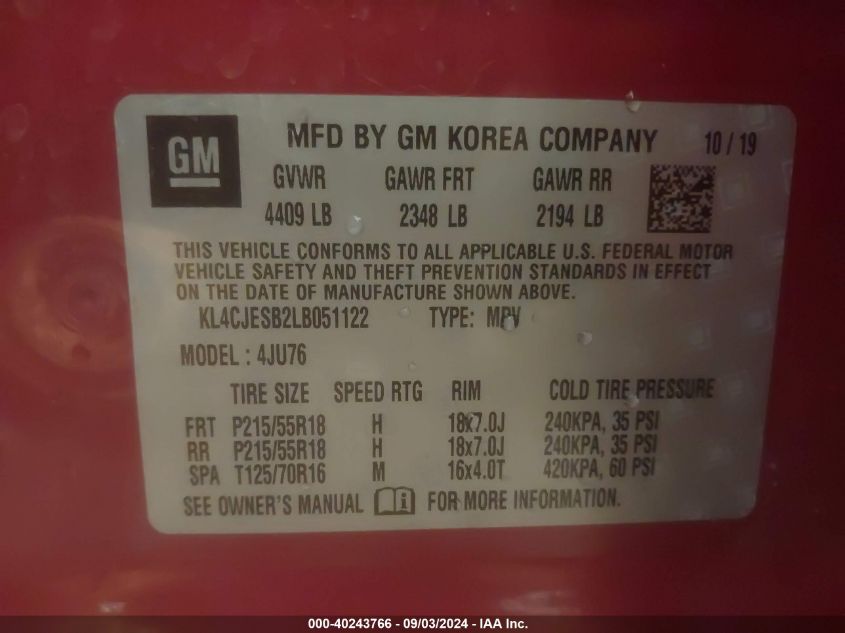 GM
MFD BY GM KOREA COMPANY 10 / 19
GVWR GAWR FRT GAWR RR
4409 LB 2348 LB 2194 LB
THIS VEHICLE CONFORMS TO ALL APPLICABLE U.S. FEDERAL MOTOR
VEHICLE SAFETY AND THEFT PREVENTION STANDARDS IN EFFECT
ON THE DATE OF MANUFACTURE SHOWN ABOVE.
KL4CJESB2LB051122 TYPE: MPV
MODEL : 4JU76
TIRE SIZE SPEED RTG RIM COLD TIRE PRESSURE
FRT P215/55R18 H 18x7.0J 240KPA, 35 PSI
RR P215/55R18 H 18x7.0J 240KPA, 35 PSI
SPA T125/70R16 M 16x4.0T 420KPA, 60 PSI
SEE OWNER'S MANUAL i FOR MORE INFORMATION.
000-40243766 - 09/03/2024 - IAA Inc.